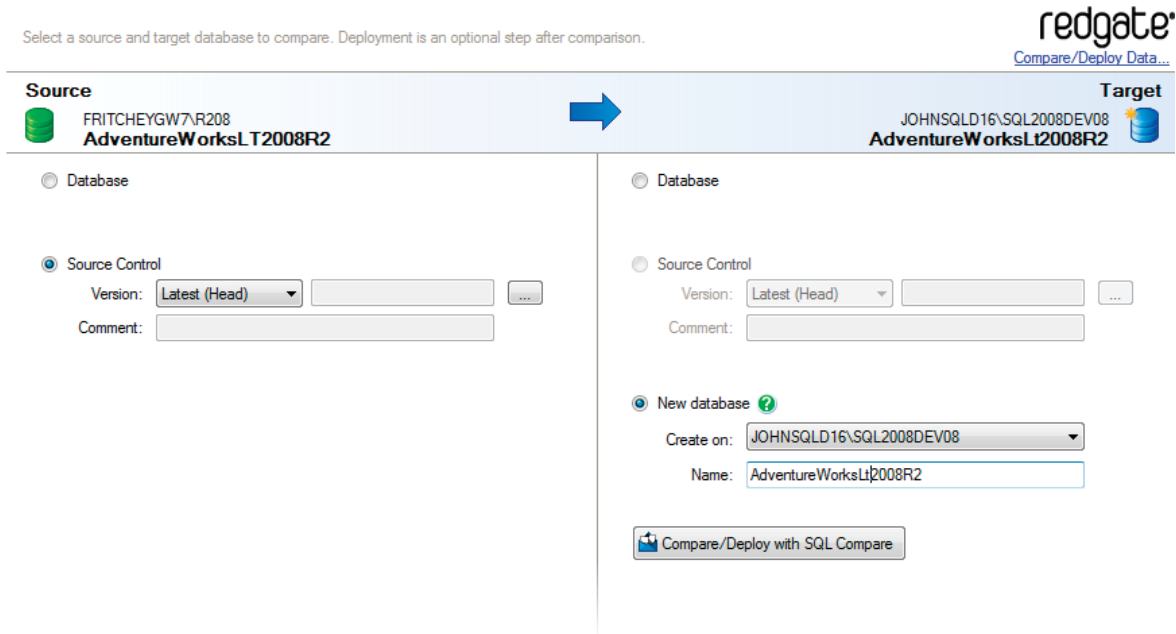 Select a source and target database to compare. Deployment is an optional step after comparison.
redgate
Compare/Deploy Data...
Source
FRITCHEYGW7\R208
AdventureWorksLT2008R2
Target
JOHNSQLD16\SQL2008DEV08
AdventureWorksLt2008R2
Database
Source Control
Version: Latest (Head) ...
Comment:
Database
Source Control
Version: Latest (Head) ...
Comment:
New database ?
Create on: JOHNSQLD16\SQL2008DEV08
Name: AdventureWorksLt2008R2
Compare/Deploy with SQL Compare